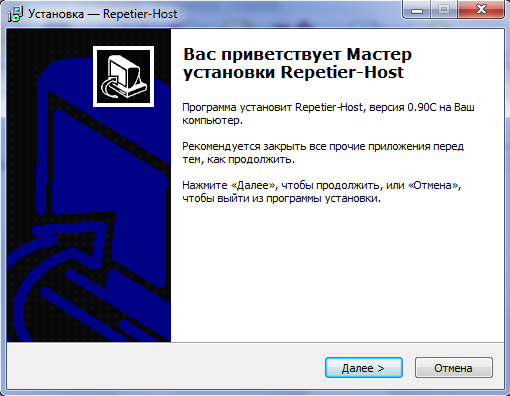 Установка — Repetier-Host
Вас приветствует Мастер
установки Repetier-Host
Программа установит Repetier-Host, версия 0.90C на Ваш
компьютер.
Рекомендуется закрыть все прочие приложения перед
тем, как продолжить.
Нажмите «Далее», чтобы продолжить, или «Отмена»,
чтобы выйти из программы установки.
Далее >
Отмена